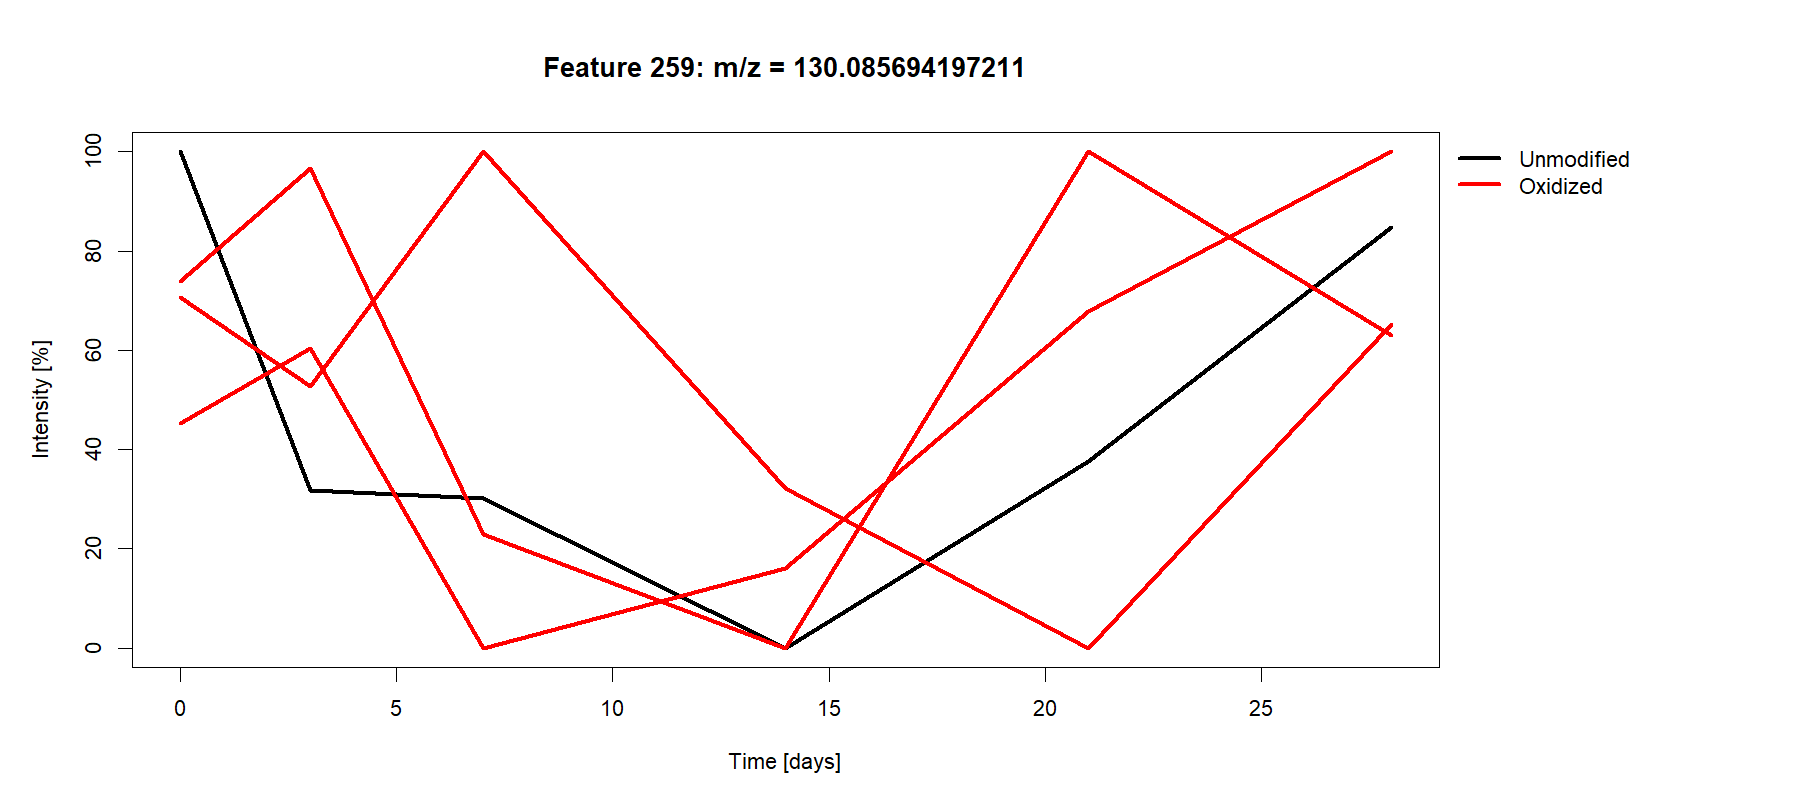 Feature 259: m/z = 130.085694197211
Unmodified
Oxidized
Intensity [%]
100
80
60
40
20
0
0 5 10 15 20 25
Time [days]